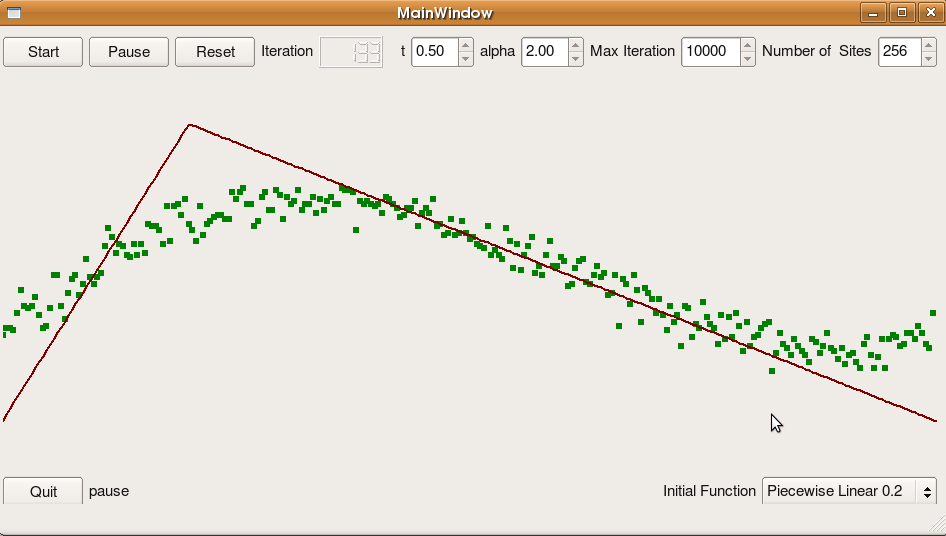 MainWindow
Start Pause Reset Iteration 193 t 0.50 alpha 2.00 Max Iteration 10000 Number of Sites 256
Quit pause Initial Function Piecewise Linear 0.2